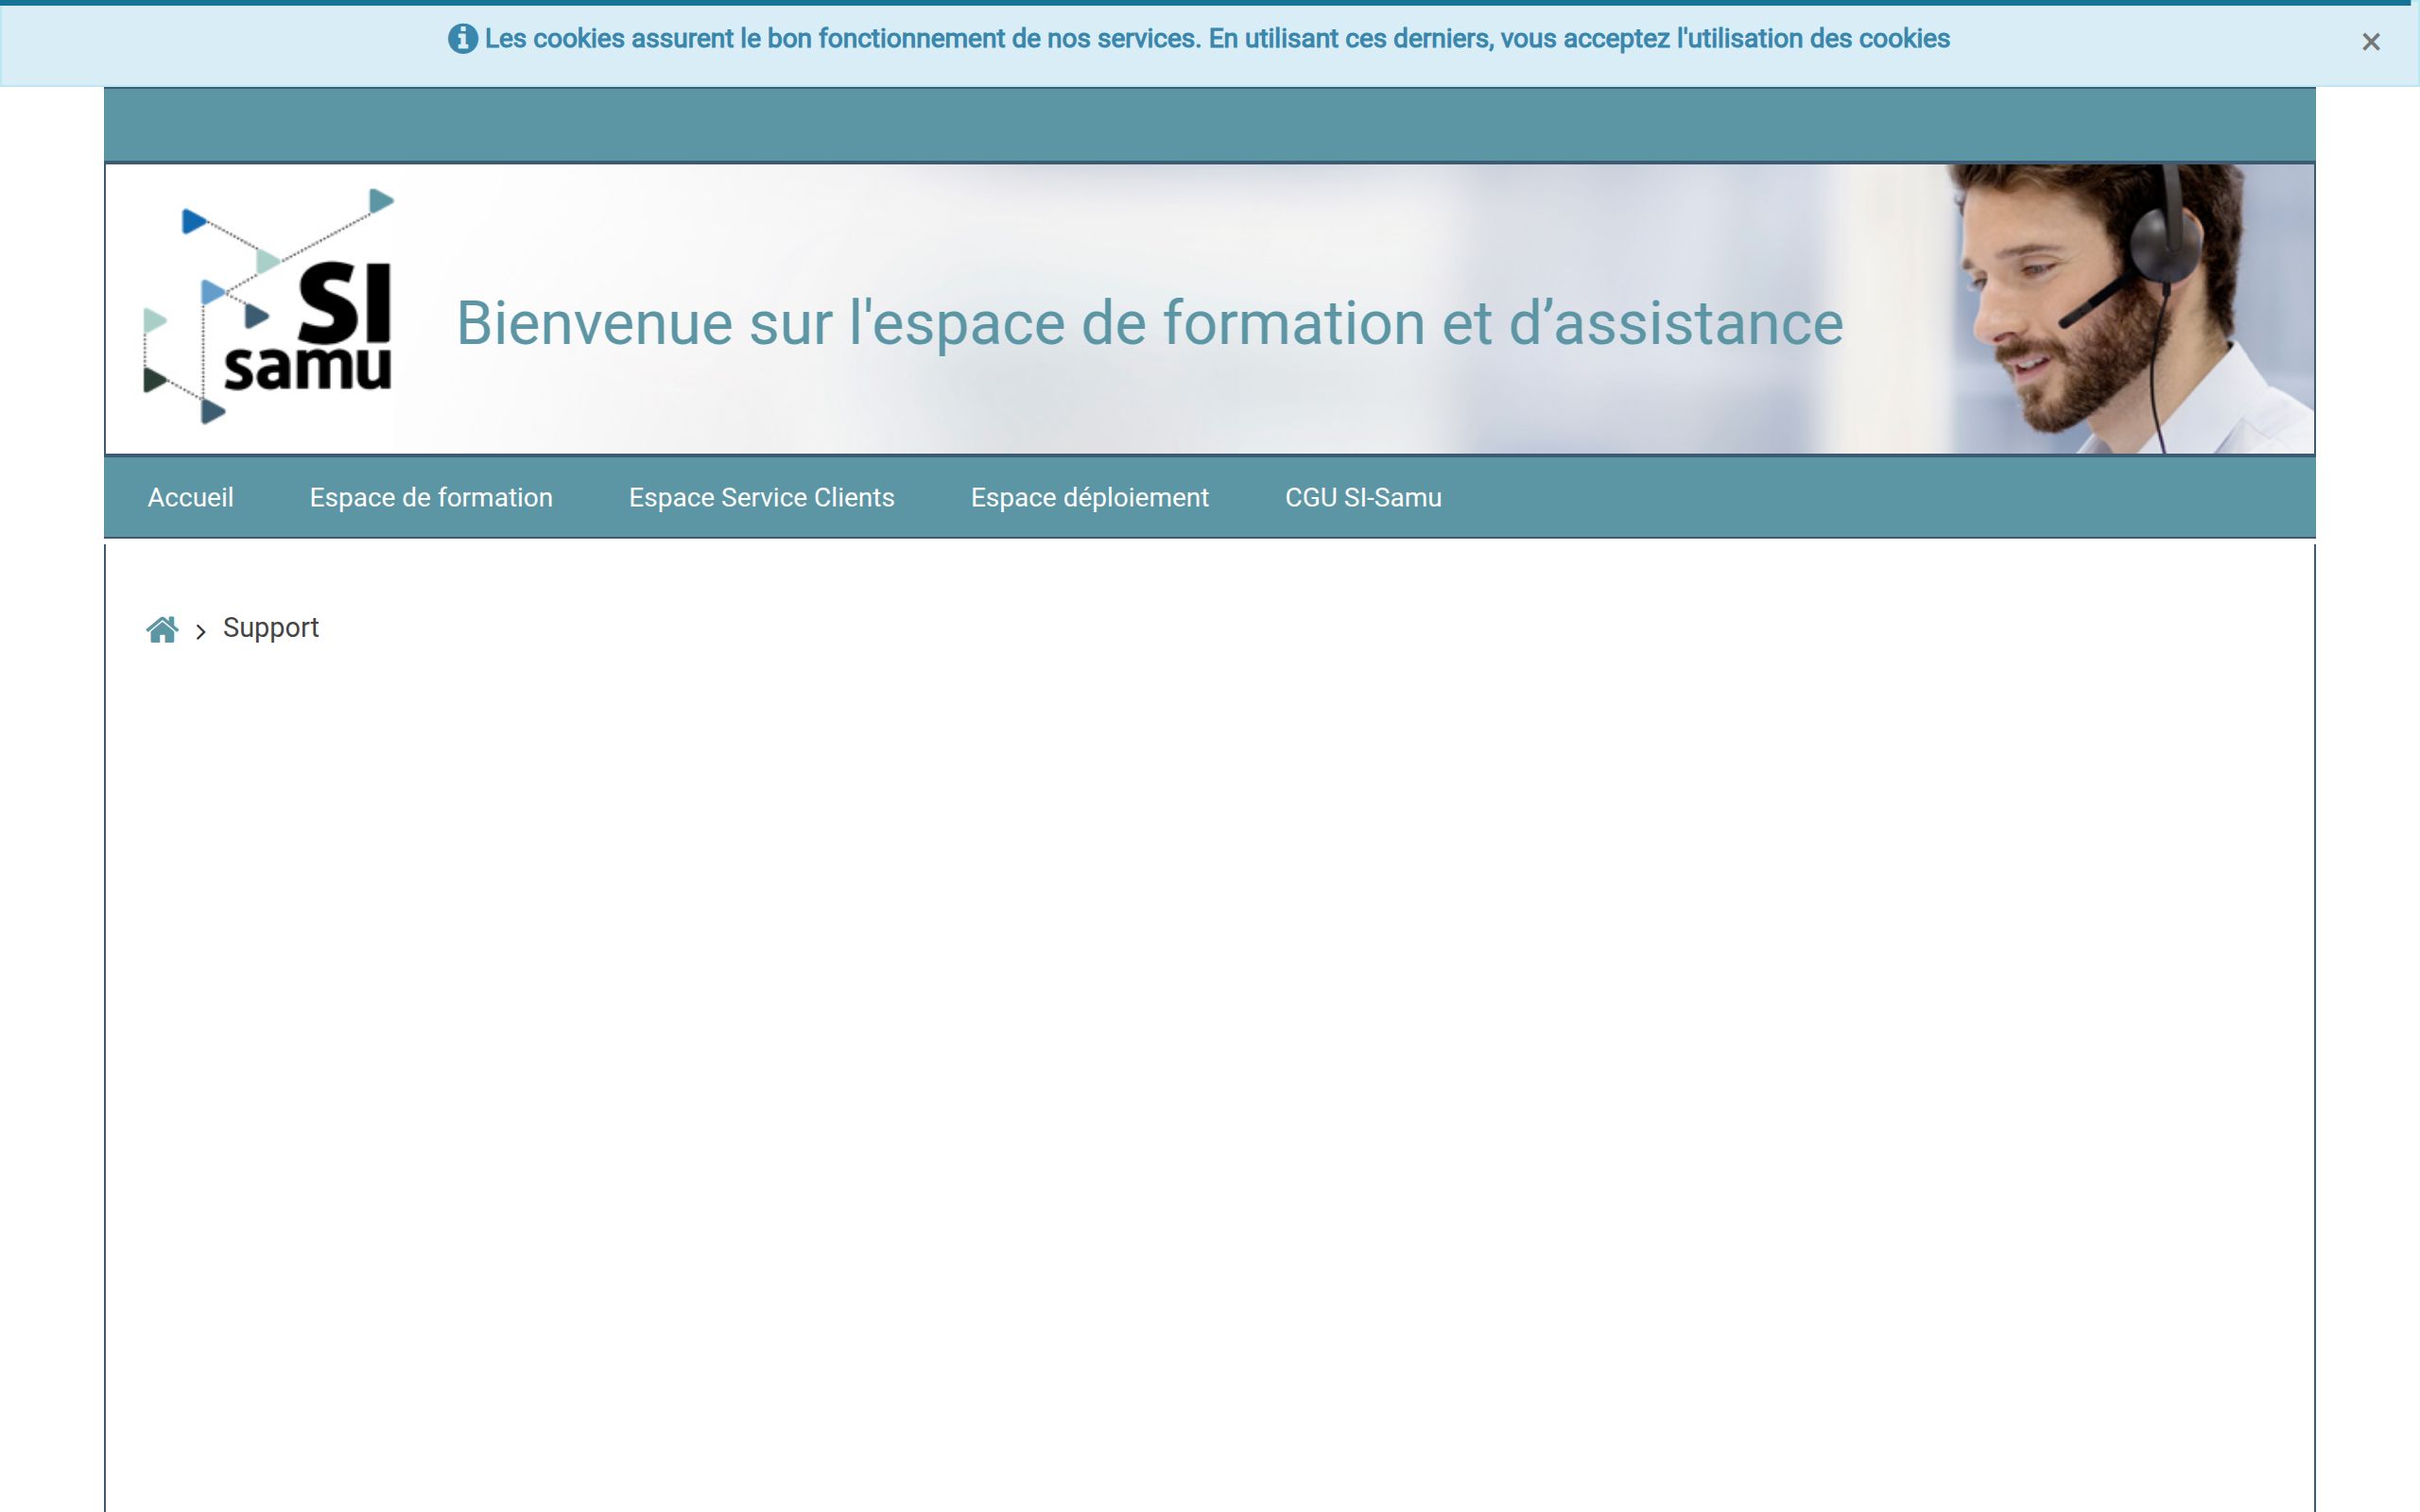 Les cookies assurent le bon fonctionnement de nos services. En utilisant ces derniers, vous acceptez l'utilisation des cookies
×
SI
samu
Bienvenue sur l'espace de formation et d’assistance
Accueil Espace de formation Espace Service Clients Espace déploiement CGU SI-Samu
Support